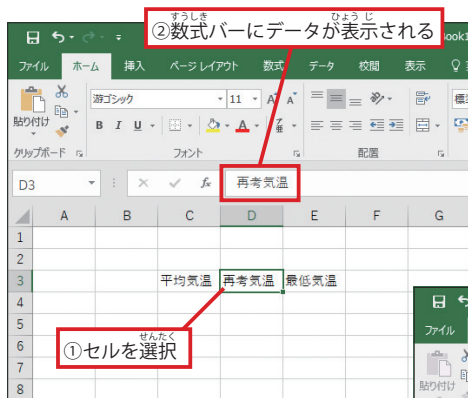 ②数式バーにデータが表示される
すうしき
ひょうじ
Book1
ファイル ホーム 挿入 ページレイアウト 数式 データ 校閲 表示
貼り付け
游ゴシック 11 A A
B I U A 亜
標
クリップボード フォント 配置
D3 fx 再考気温
A B C D E F G
1
2
3 平均気温 再考気温 最低気温
4
5
6
7
8
せんたく
①セルを選択
ファイル
貼り付け